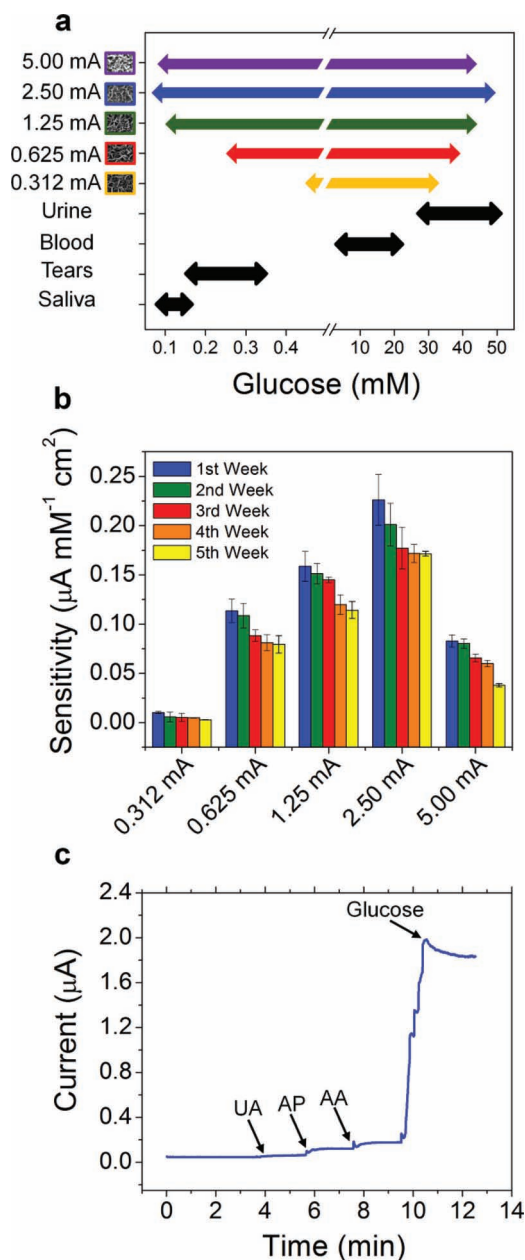 a
5.00 mA
2.50 mA
1.25 mA
0.625 mA
0.312 mA
Urine
Blood
Tears
Saliva
0.1 0.2 0.3 0.4 10 20 30 40 50
Glucose (mM)
b
Sensitivity (µA mM⁻¹ cm²)
0.25
0.20
0.15
0.10
0.05
0.00
1st Week
2nd Week
3rd Week
4th Week
5th Week
0.312 mA 0.625 mA 1.25 mA 2.50 mA 5.00 mA
c
Current (µA)
2.4
2.0
1.6
1.2
0.8
0.4
0.0
Glucose
UA AP AA
0 2 4 6 8 10 12 14
Time (min)